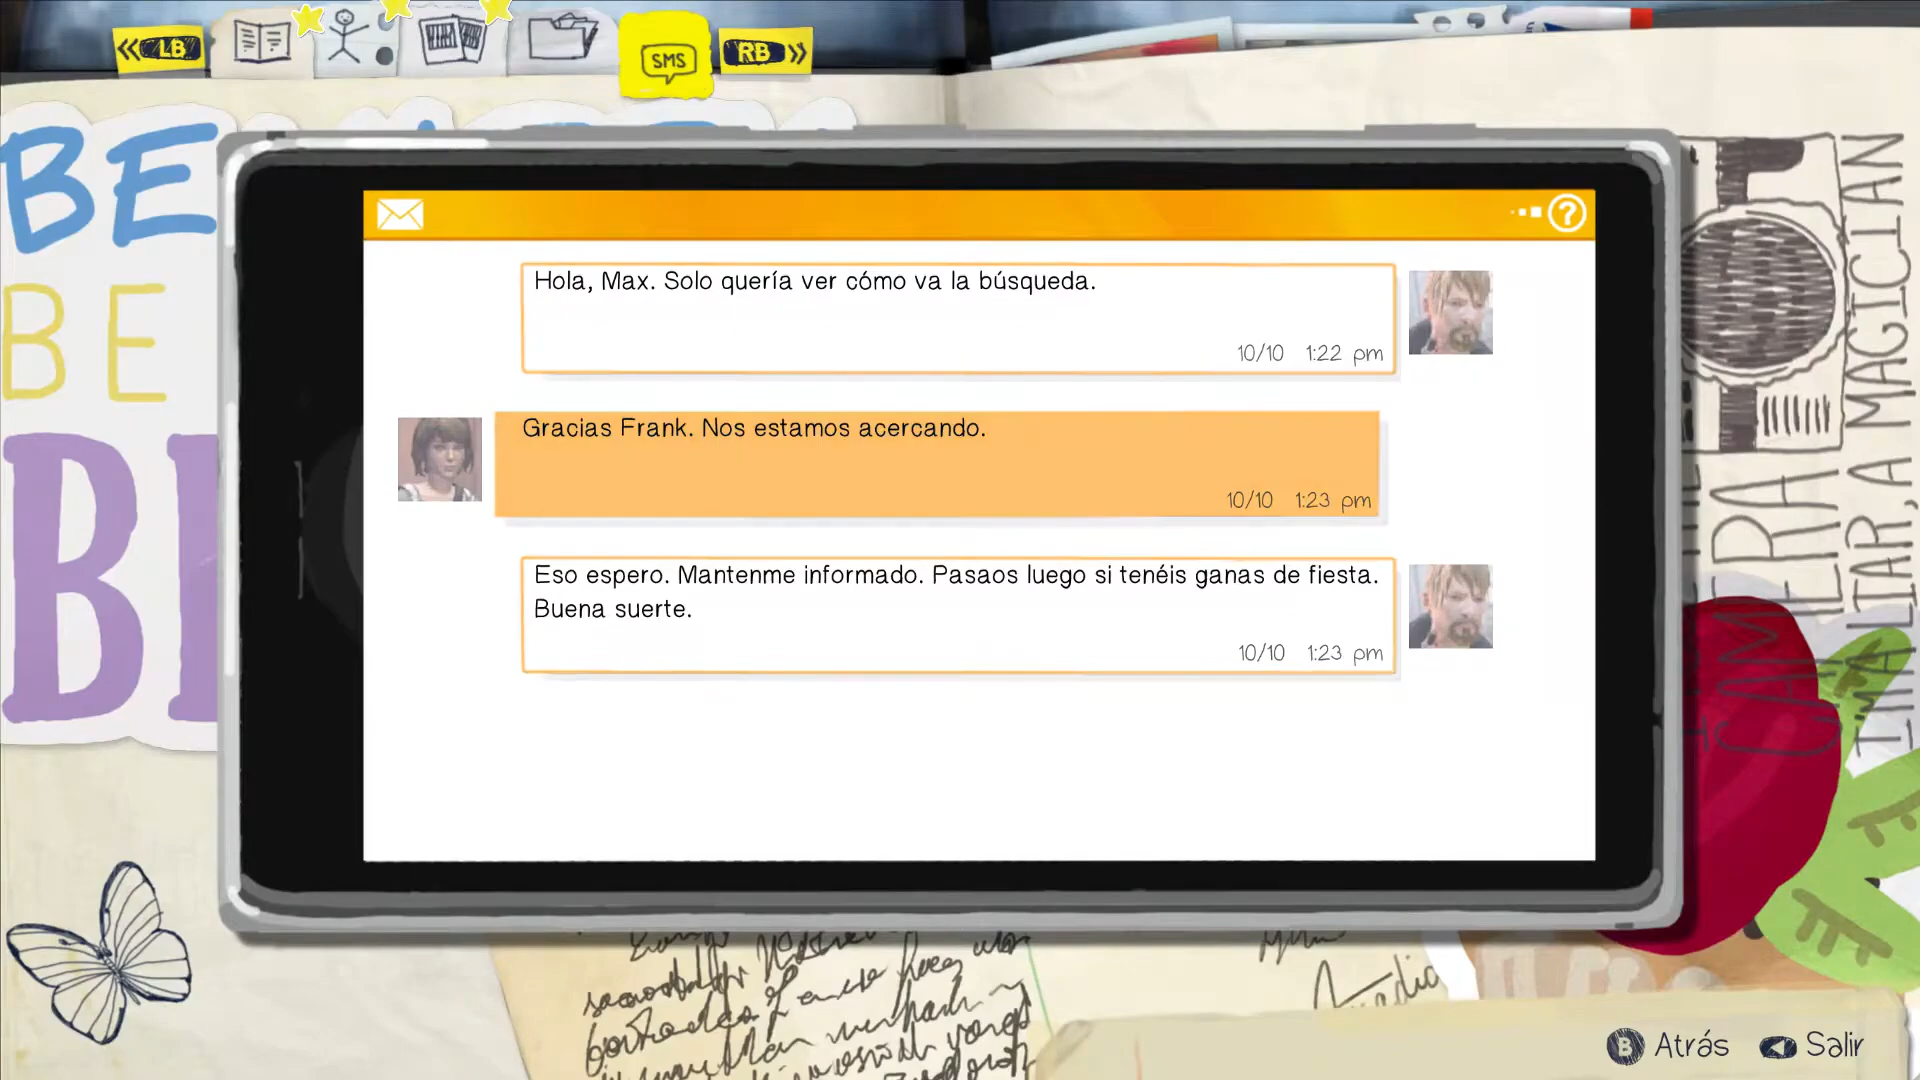 LB
SMS
RB
BE
BE
Hola, Max. Solo quería ver cómo va la búsqueda.
10/10 1:22 pm
Gracias Frank. Nos estamos acercando.
10/10 1:23 pm
Eso espero. Mantenme informado. Pasaos luego si tenéis ganas de fiesta.
Buena suerte.
10/10 1:23 pm
A MAGICIAN
B Atrás
Salir